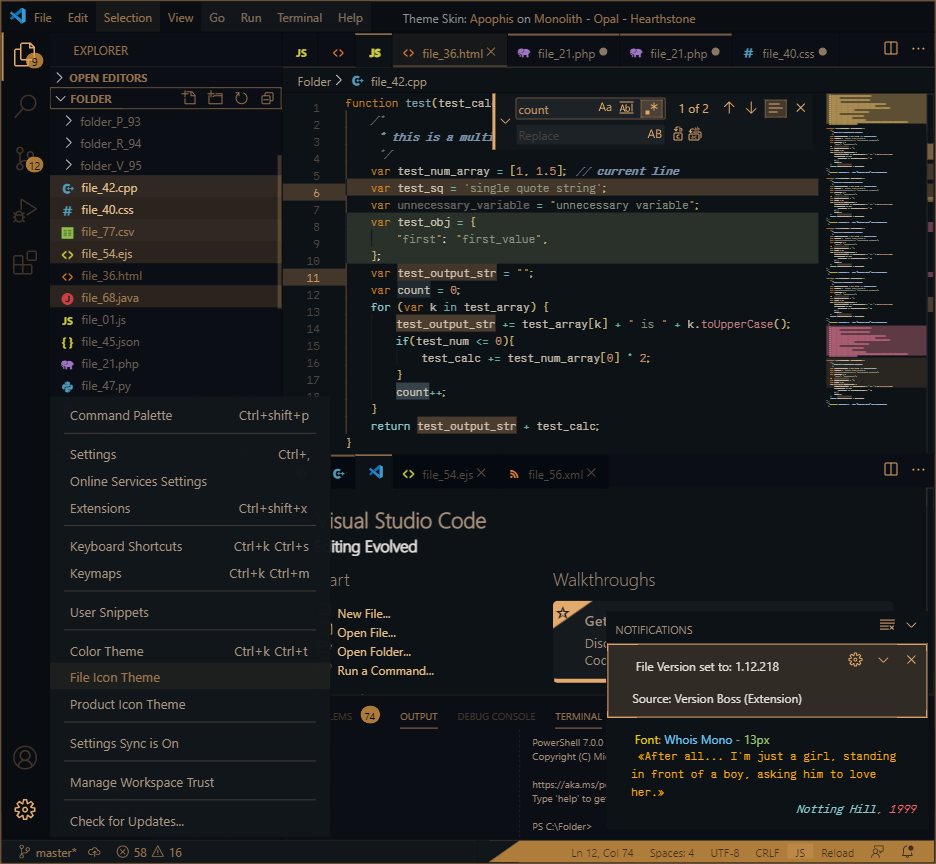 File Edit Selection View Go Run Terminal Help Theme Skin: Apophis on Monolith - Opal - Hearthstone
9
EXPLORER
JS <> JS <> file_36.html file_21.php file_21.php # file_40.css
OPEN EDITORS
FOLDER
Folder > file_42.cpp
folder_P_93
folder_R_94
folder_V_95
12
file_42.cpp
# file_40.css
file_77.csv
<> file_54.ejs
<> file_36.html
J file_68.java
JS file_01.js
{} file_45.json
file_21.php
file_47.py
count Aa Abl .* 1 of 2
Replace AB
1 function test(test_cal
2 /*
3 * this is a multi
4 */
5 var test_num_array = [1, 1.5]; // current line
6 var test_sq = 'single quote string';
7 var unnecessary_variable = "unnecessary variable";
8 var test_obj = {
9 "first": "first_value",
10 };
11 var test_output_str = "";
12 var count = 0;
13 for (var k in test_array) {
14 test_output_str += test_array[k] + " is " + k.toUpperCase();
15 if(test_num <= 0){
16 test_calc += test_num_array[0] * 2;
17 }
18 count++;
}
return test_output_str + test_calc;
}
Command Palette Ctrl+shift+p
Settings Ctrl+,
Online Services Settings
Extensions Ctrl+shift+x
Keyboard Shortcuts Ctrl+k Ctrl+s
Keymaps Ctrl+k Ctrl+m
User Snippets
Color Theme Ctrl+k Ctrl+t
File Icon Theme
Product Icon Theme
Settings Sync is On
Manage Workspace Trust
Check for Updates...
<> file_54.ejs file_56.xml
isual Studio Code
iting Evolved
art
New File...
Open File...
Open Folder...
Run a Command...
Walkthroughs
Get
Disc
Coc
LEMS 74 OUTPUT DEBUG CONSOLE TERMINAL
PowerShell 7.0.0
Copyright (C) Mi
https://aka.ms/p
Type 'help' to get
PS C:\Folder>
NOTIFICATIONS
File Version set to: 1.12.218
Source: Version Boss (Extension)
Font: Whois Mono - 13px
«After all... I'm just a girl, standing
in front of a boy, asking him to love
her.»
Notting Hill, 1999
master* 58 16 Ln 12, Col 74 Spaces: 4 UTF-8 CRLF JS Reload